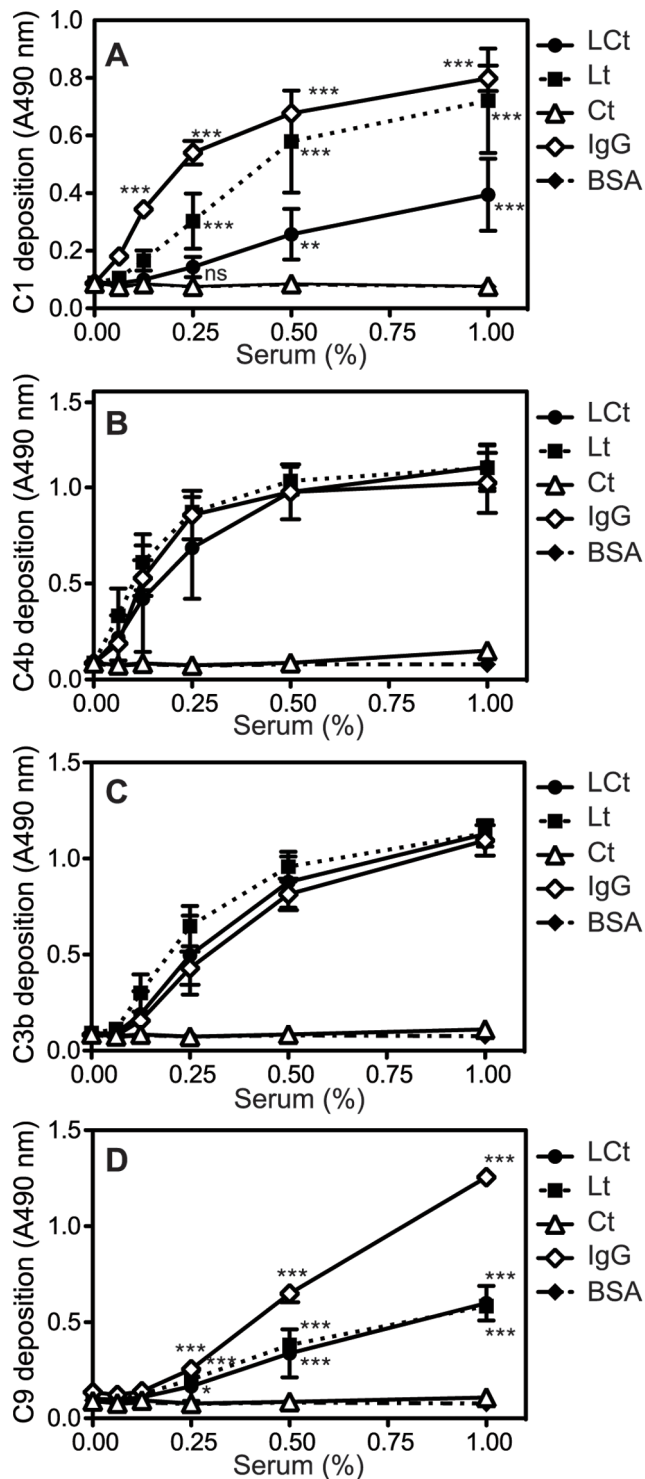 A
C1 deposition (A490 nm)
1.0
0.8
0.6
0.4
0.2
0.0
***
***
***
***
***
***
***
**
ns
0.00 0.25 0.50 0.75 1.00
Serum (%)
LCt
Lt
Ct
IgG
BSA
B
C4b deposition (A490 nm)
1.5
1.0
0.5
0.0
0.00 0.25 0.50 0.75 1.00
Serum (%)
LCt
Lt
Ct
IgG
BSA
C
C3b deposition (A490 nm)
1.5
1.0
0.5
0.0
0.00 0.25 0.50 0.75 1.00
Serum (%)
LCt
Lt
Ct
IgG
BSA
D
C9 deposition (A490 nm)
1.5
1.0
0.5
0.0
***
***
***
***
***
***
***
***
*
0.00 0.25 0.50 0.75 1.00
Serum (%)
LCt
Lt
Ct
IgG
BSA